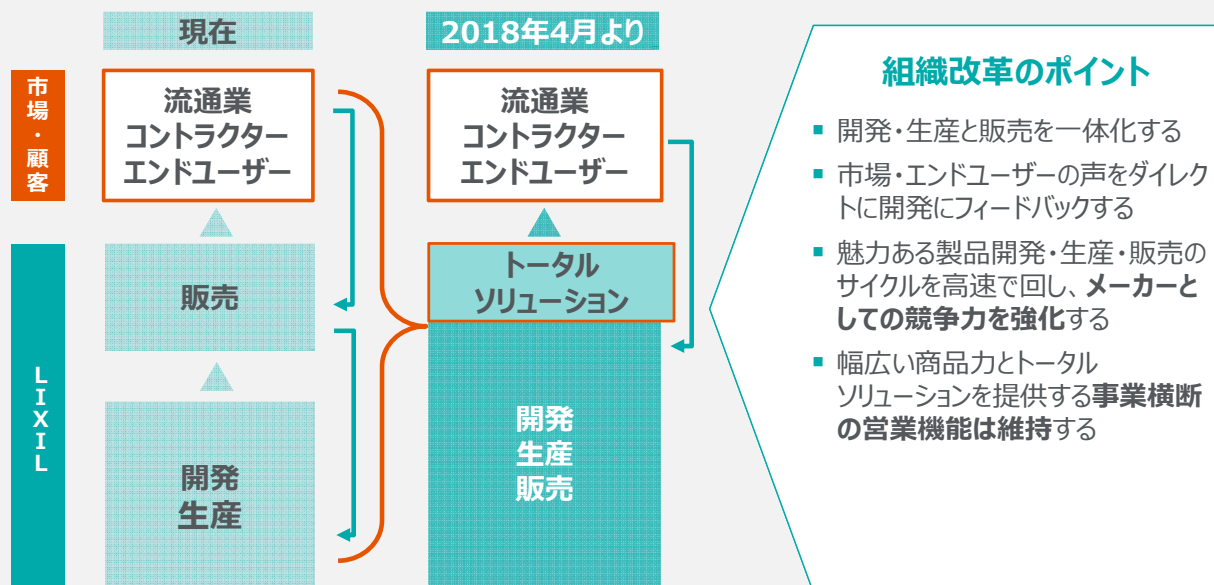 現在
2018年4月より
市場・顧客
流通業
コントラクター
エンドユーザー
流通業
コントラクター
エンドユーザー
LIXIL
販売
開発
生産
トータル
ソリューション
開発
生産
販売
組織改革のポイント
▪ 開発・生産と販売を一体化する
▪ 市場・エンドユーザーの声をダイレク
トに開発にフィードバックする
▪ 魅力ある製品開発・生産・販売の
サイクルを高速で回し、メーカーと
しての競争力を強化する
▪ 幅広い商品力とトータル
ソリューションを提供する事業横断
の営業機能は維持する